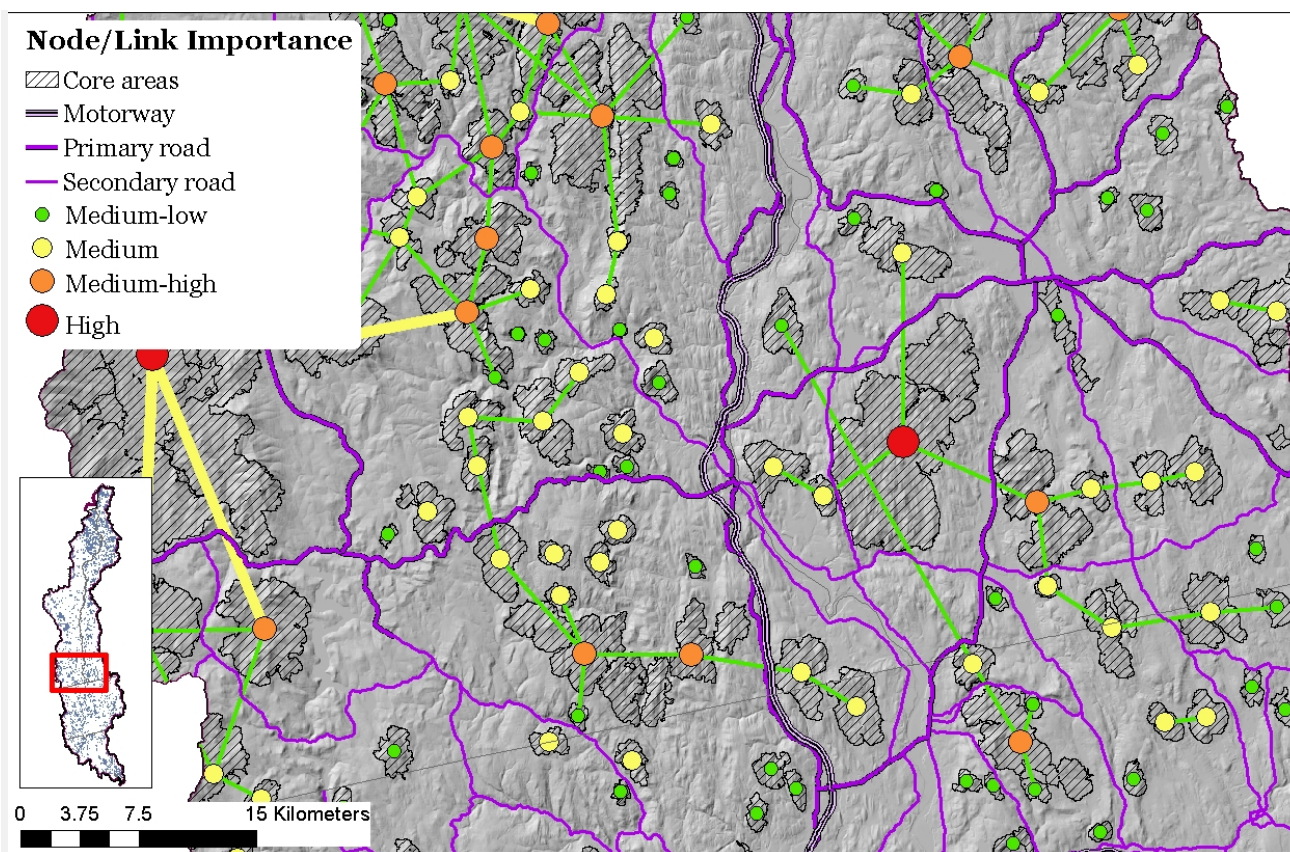 Node/Link Importance
Core areas
Motorway
Primary road
Secondary road
Medium-low
Medium
Medium-high
High
0 3.75 7.5 15 Kilometers